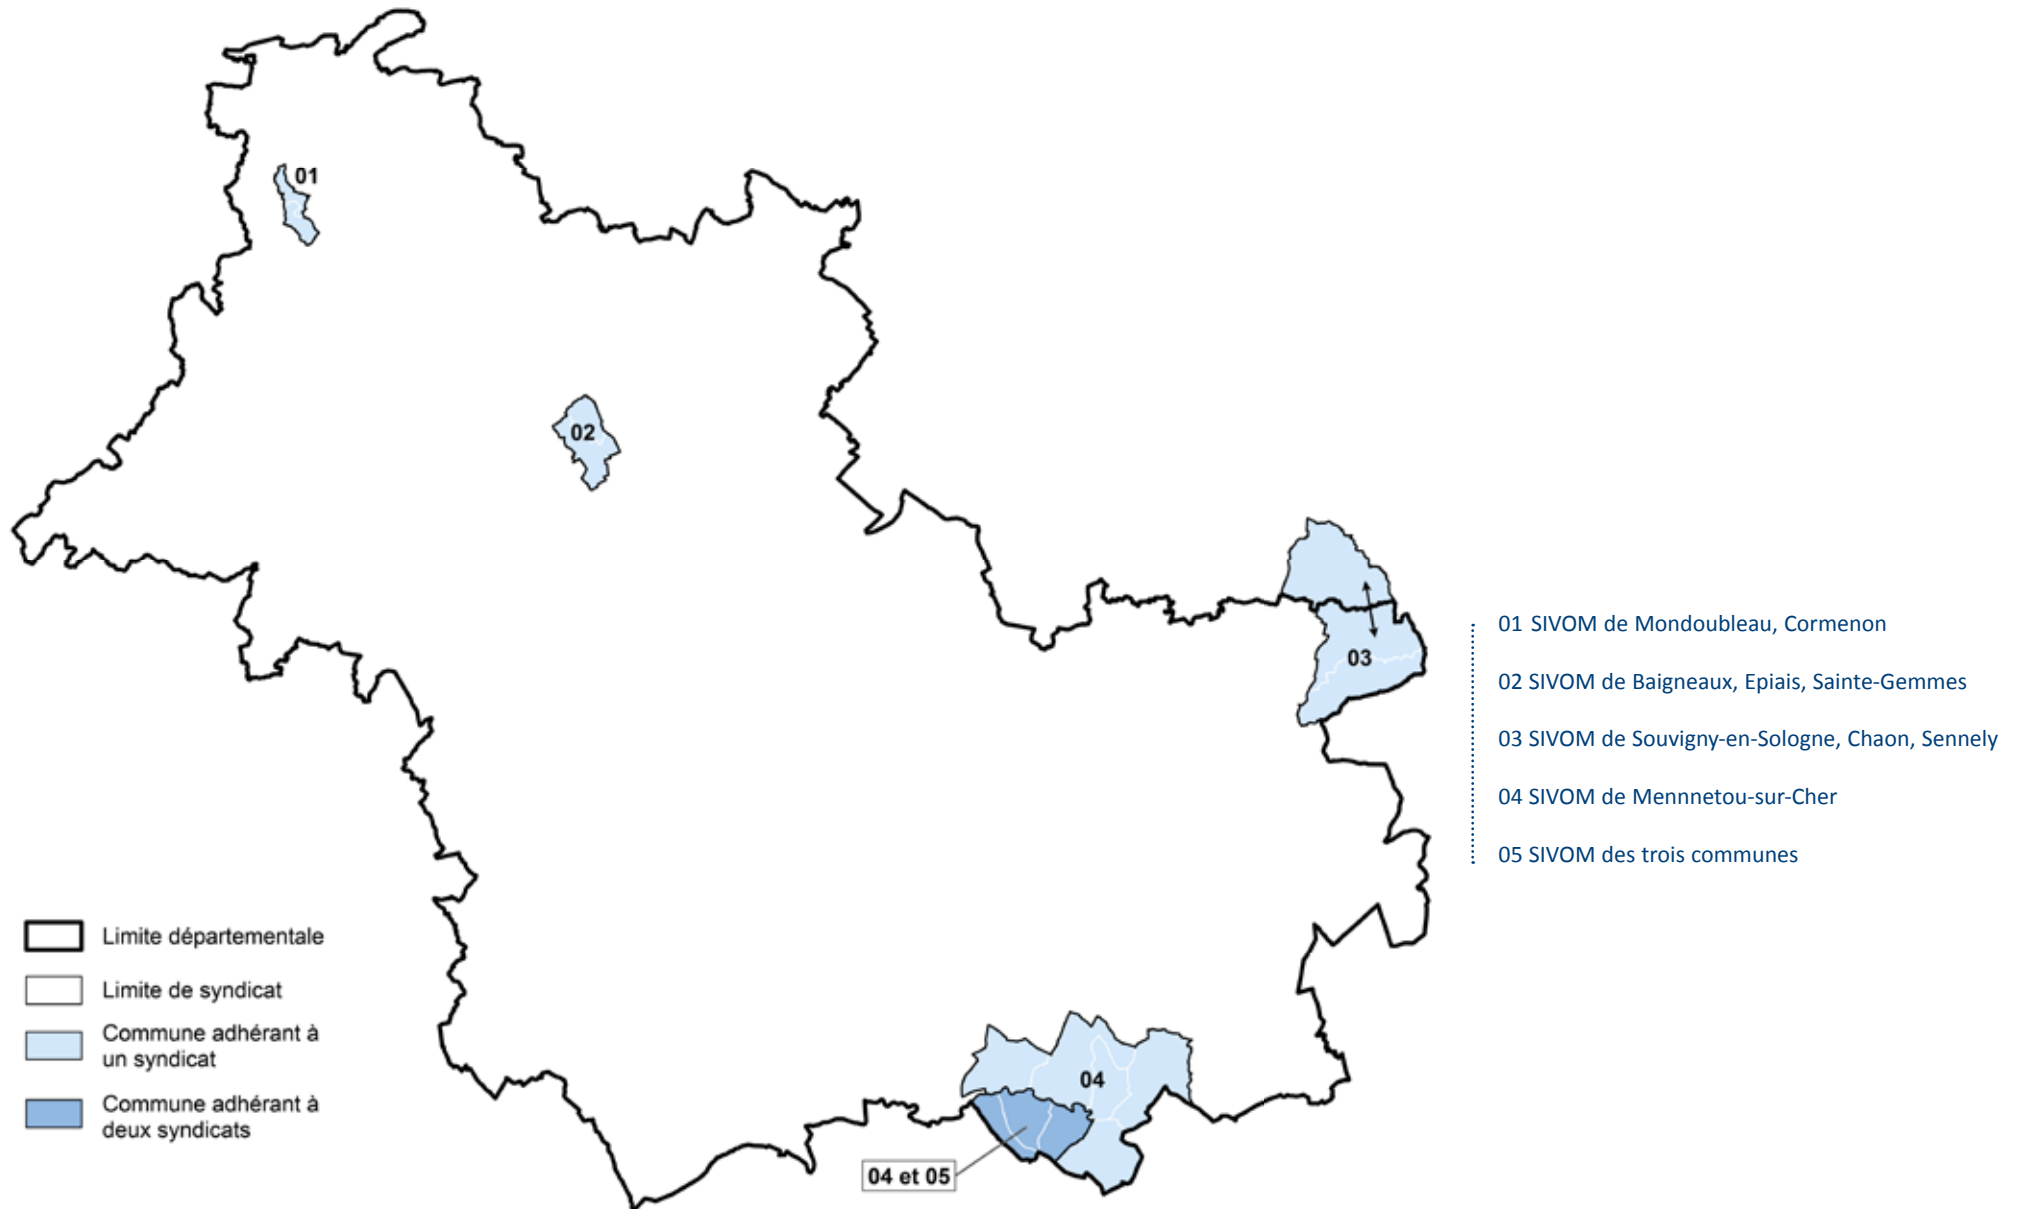 01
02
03
01 SIVOM de Mondoubleau, Cormenon
02 SIVOM de Baigneaux, Epiais, Sainte-Gemmes
03 SIVOM de Souvigny-en-Sologne, Chaon, Sennely
04 SIVOM de Mennnetou-sur-Cher
05 SIVOM des trois communes
Limite départementale
Limite de syndicat
Commune adhérant à
un syndicat
Commune adhérant à
deux syndicats
04
04 et 05